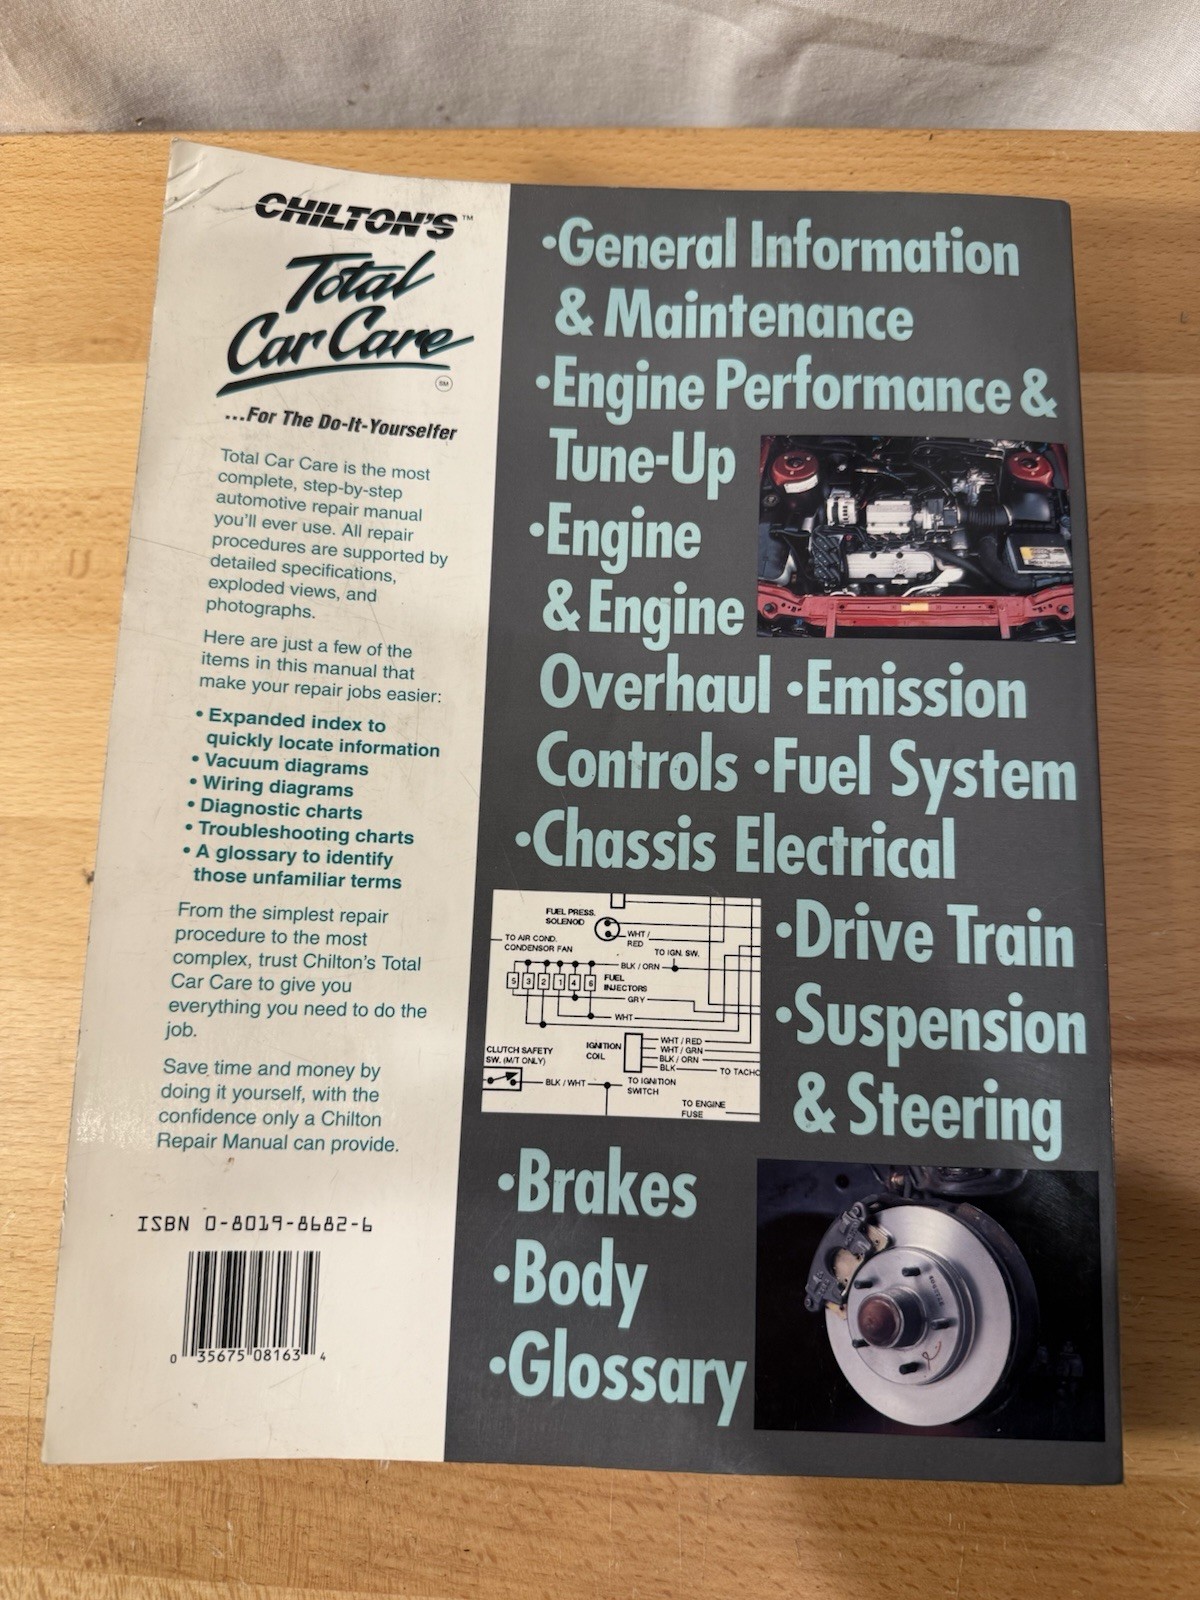 CHILTON'S™
Total
Car Care
SM
...For The Do-It-Yourselfer
Total Car Care is the most
complete, step-by-step
automotive repair manual
you'll ever use. All repair
procedures are supported by
detailed specifications,
exploded views, and
photographs.
Here are just a few of the
items in this manual that
make your repair jobs easier:
• Expanded index to
quickly locate information
• Vacuum diagrams
• Wiring diagrams
• Diagnostic charts
• Troubleshooting charts
• A glossary to identify
those unfamiliar terms
From the simplest repair
procedure to the most
complex, trust Chilton's Total
Car Care to give you
everything you need to do the
job.
Save time and money by
doing it yourself, with the
confidence only a Chilton
Repair Manual can provide.
ISBN 0-8019-8682-6
0 35675 08163 4
•General Information
& Maintenance
•Engine Performance &
Tune-Up
•Engine
& Engine
Overhaul •Emission
Controls •Fuel System
•Chassis Electrical
FUEL PRESS.
SOLENOID
WHT /
RED
TO AIR COND.
CONDENSOR FAN
TO IGN. SW.
BLK / ORN
5 3 2 1 4 6
FUEL
INJECTORS
GRY
WHT
IGNITION
COIL
WHT / RED
WHT / GRN
BLK / ORN
BLK
TO TACHO
CLUTCH SAFETY
SW. (M/T ONLY)
BLK / WHT
TO IGNITION
SWITCH
TO ENGINE
FUSE
•Drive Train
•Suspension
& Steering
•Brakes
•Body
•Glossary